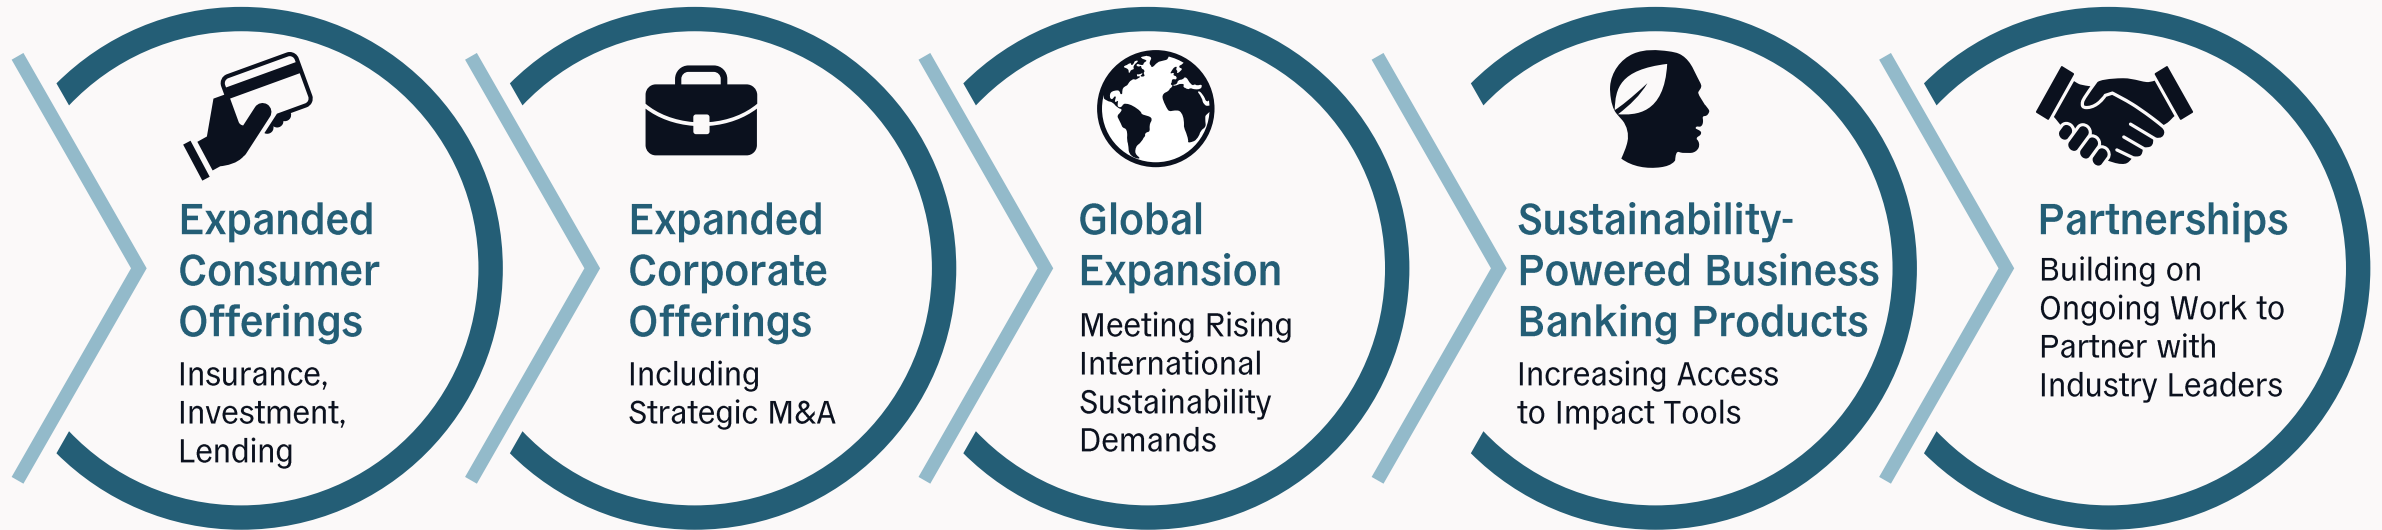 Expanded
Consumer
Offerings
Insurance,
Investment,
Lending
Expanded
Corporate
Offerings
Including
Strategic M&A
Global
Expansion
Meeting Rising
International
Sustainability
Demands
Sustainability-
Powered Business
Banking Products
Increasing Access
to Impact Tools
Partnerships
Building on
Ongoing Work to
Partner with
Industry Leaders